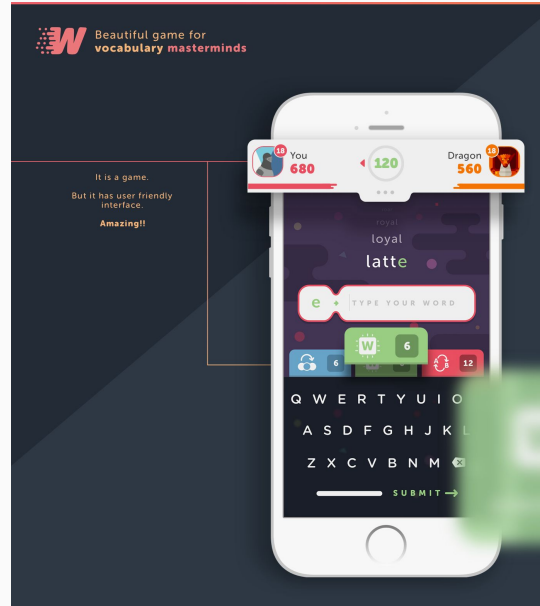 W
Beautiful game for
vocabulary masterminds
It is a game.
But it has user friendly
interface.
Amazing!!
18
You
680
120
Dragon
560
18
royal
loyal
latte
e + TYPE YOUR WORD
W 6
6
A B 12
Q W E R T Y U I O
A S D F G H J K L
Z X C V B N M
SUBMIT